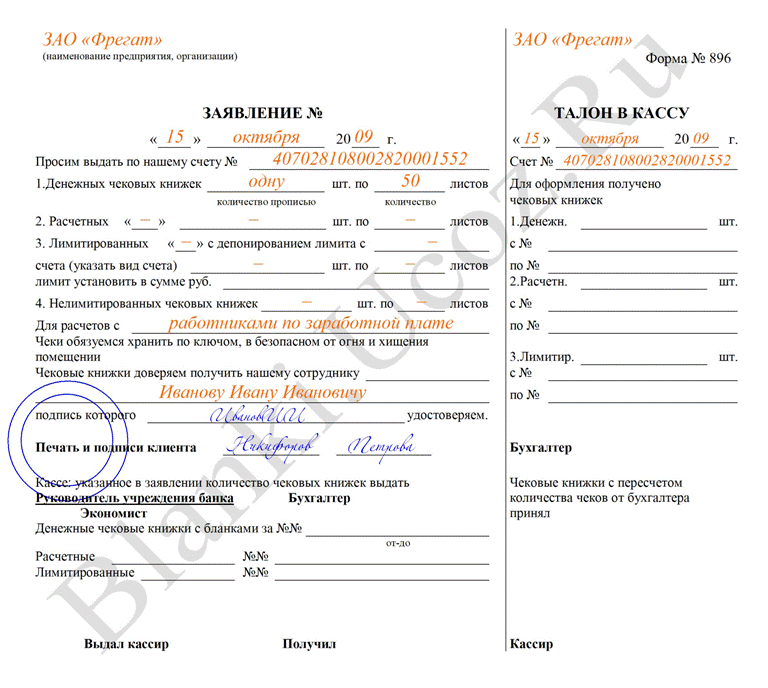 ЗАО «Фрегат»
(наименование предприятия, организации)
ЗАЯВЛЕНИЕ №
« 15 » октября 20 09 г.
Просим выдать по нашему счету № 407028108002820001552
1.Денежных чековых книжек одну шт. по 50 листов
количество прописью количество
2. Расчетных « – » – шт. по – листов
3. Лимитированных « – » с депонированием лимита с –
счета (указать вид счета) – шт. по – листов
лимит установить в сумме руб.
4. Нелимитированных чековых книжек – шт. по – листов
Для расчетов с работниками по заработной плате
Чеки обязуемся хранить по ключом, в безопасном от огня и хищения
помещении
Чековые книжки доверяем получить нашему сотруднику
Иванову Ивану Ивановичу
подпись которого ИвановИИ удостоверяем.
Печать и подписи клиента Никифоров Петрова
Кассе: указанное в заявлении количество чековых книжек выдать
Руководитель учреждения банка Бухгалтер
Экономист
Денежные чековые книжки с бланками за №№
от-до
Расчетные №№
Лимитированные №№
Выдал кассир Получил
ЗАО «Фрегат»
Форма № 896
ТАЛОН В КАССУ
« 15 » октября 20 09 г.
Счет № 407028108002820001552
Для оформления получено
чековых книжек
1.Денежн. шт.
с №
по №
2.Расчетн. шт.
с №
по №
3.Лимитир. шт.
с №
по №
Бухгалтер
Чековые книжки с пересчетом
количества чеков от бухгалтера
принял
Кассир
Blanki.Ucoz.Ru